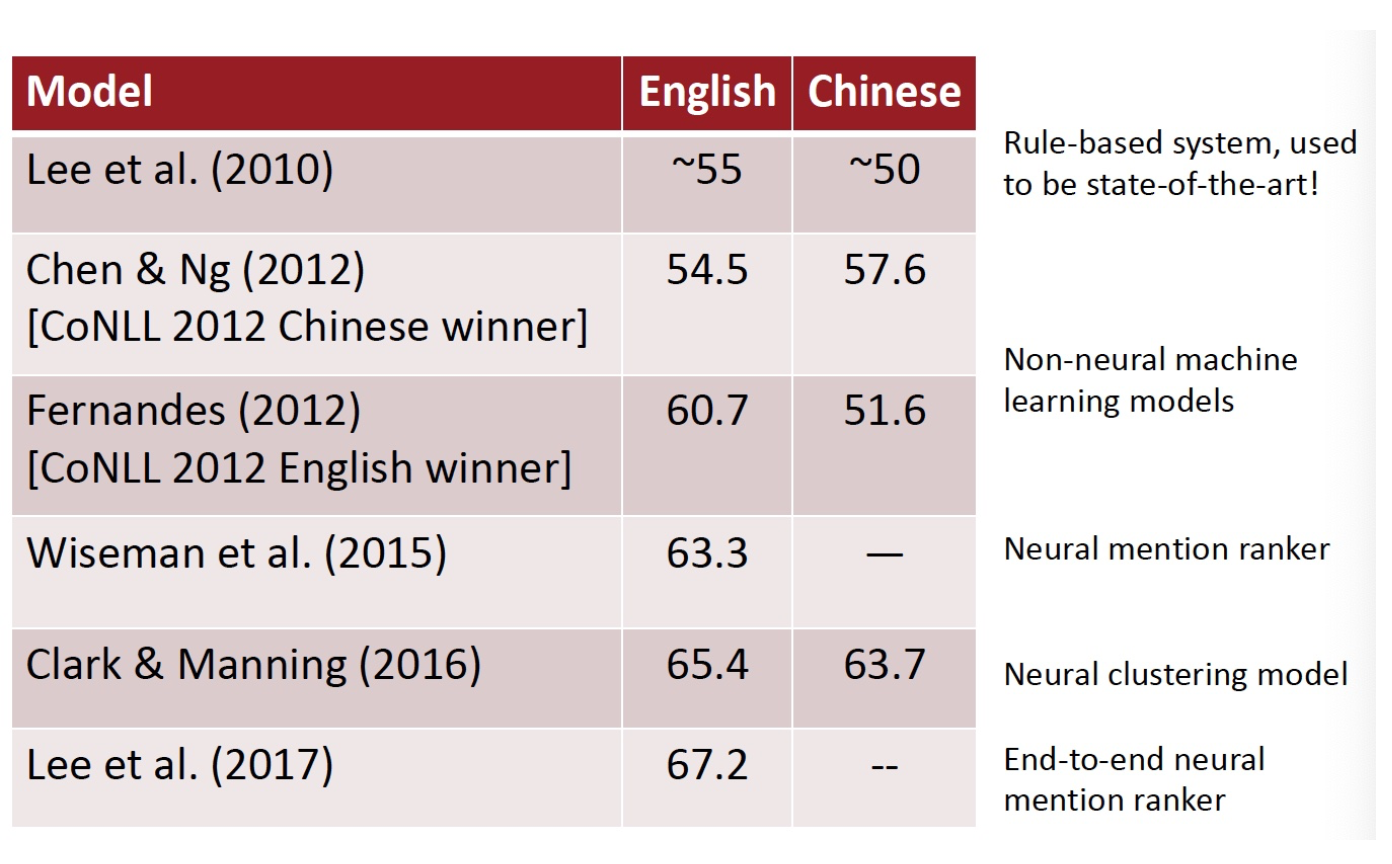 Model English Chinese
Lee et al. (2010) ~55 ~50
Rule-based system, used
to be state-of-the-art!
Chen & Ng (2012) 54.5 57.6
[CoNLL 2012 Chinese winner]
Non-neural machine
learning models
Fernandes (2012) 60.7 51.6
[CoNLL 2012 English winner]
Wiseman et al. (2015) 63.3 — Neural mention ranker
Clark & Manning (2016) 65.4 63.7 Neural clustering model
Lee et al. (2017) 67.2 --
End-to-end neural
mention ranker